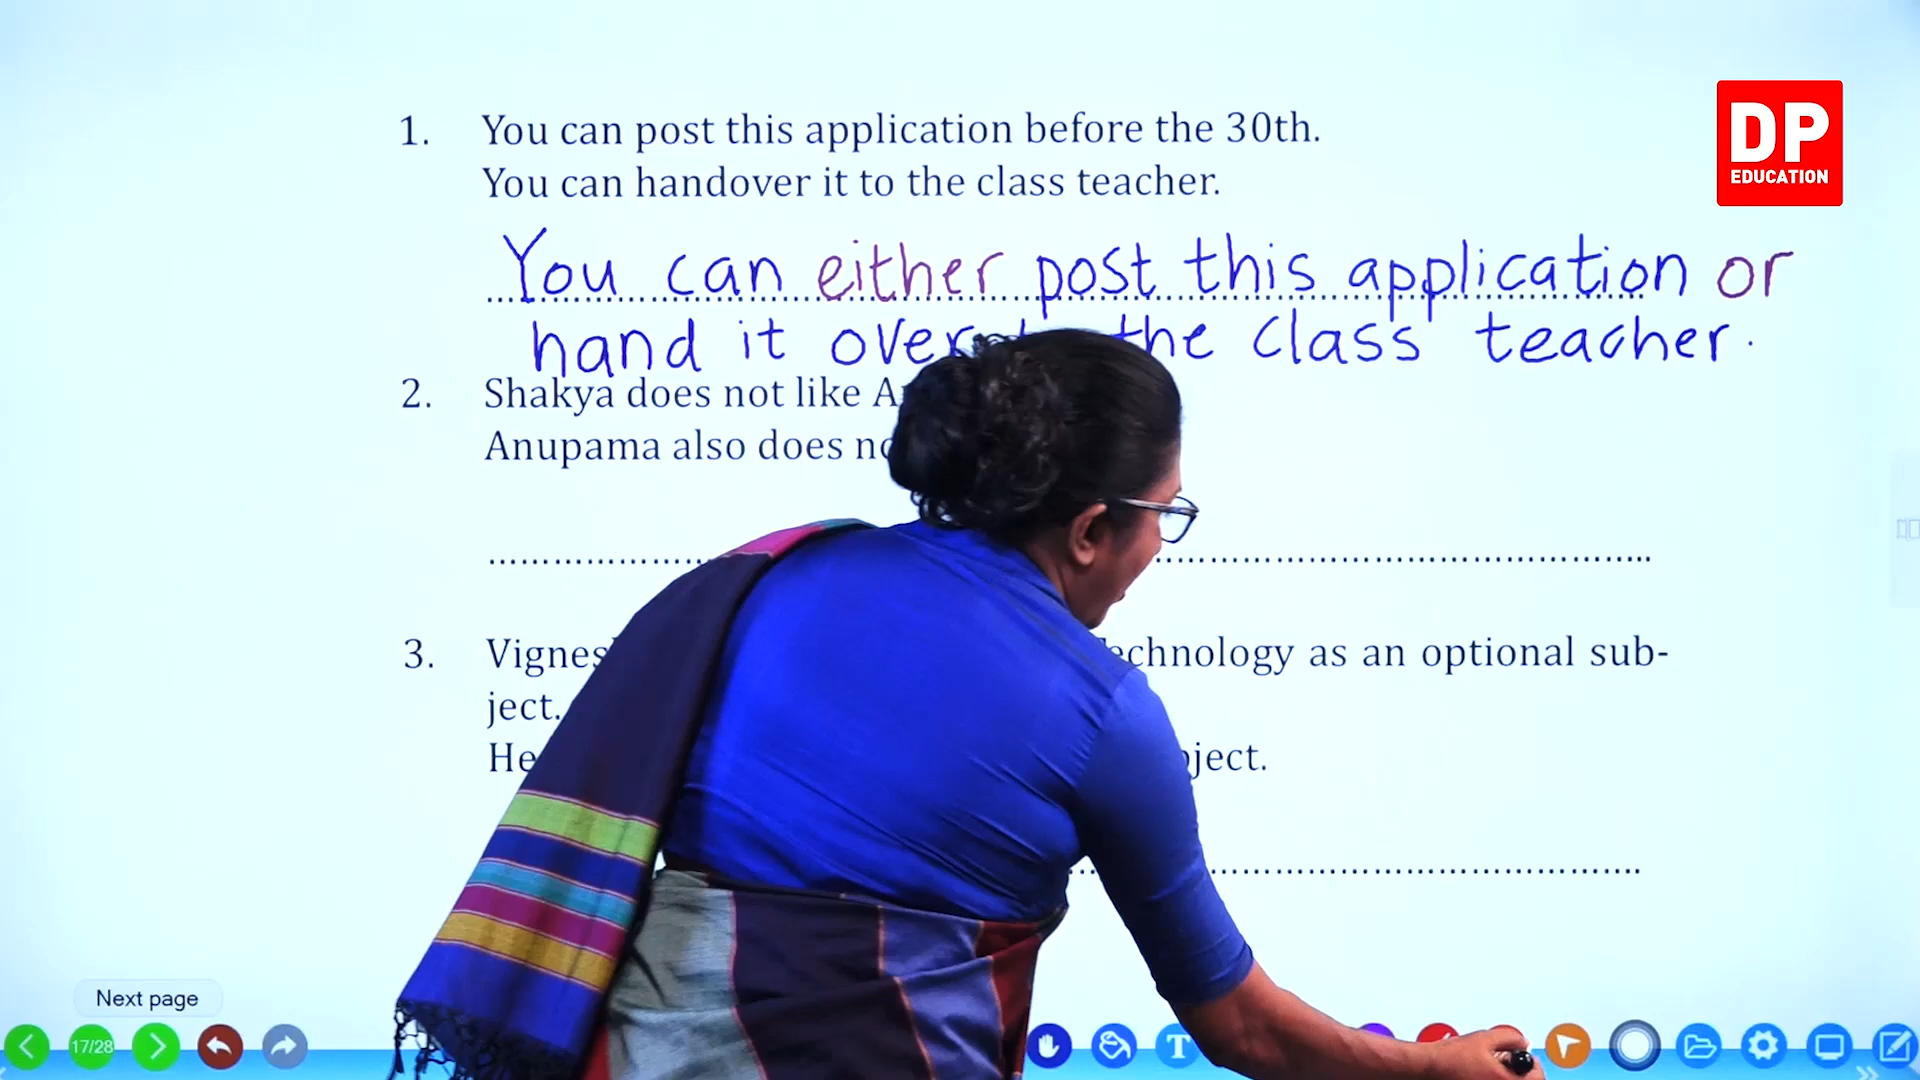 1. You can post this application before the 30th.
You can handover it to the class teacher.
You can either post this application or
hand it over the class teacher.
2. Shakya does not like
Anupama also does
3. echnology as an optional sub-
ject.
He
DP
EDUCATION
Next page
17/28
T